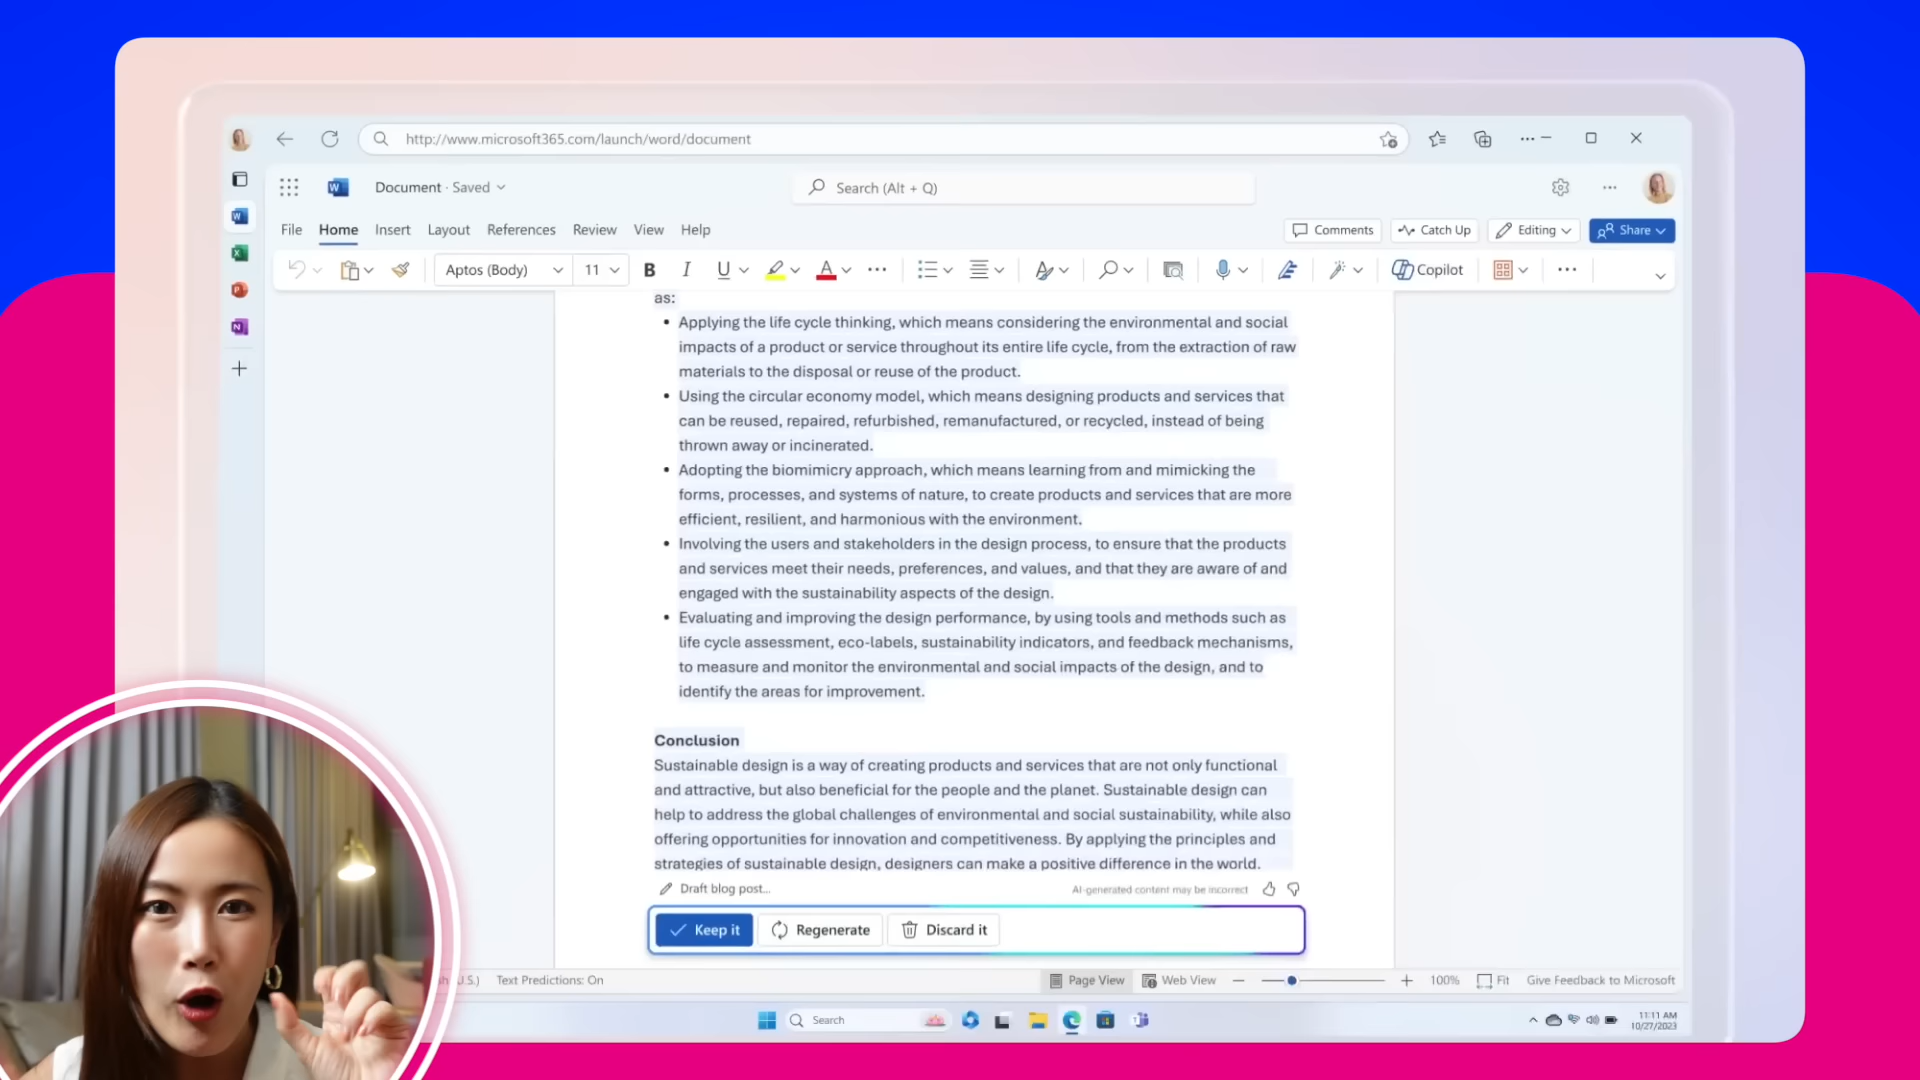 http://www.microsoft365.com/launch/word/document
W
Document · Saved
Search (Alt + Q)
File Home Insert Layout References Review View Help
Comments Catch Up Editing Share
Aptos (Body) 11 B I U A Copilot
as:
• Applying the life cycle thinking, which means considering the environmental and social
impacts of a product or service throughout its entire life cycle, from the extraction of raw
materials to the disposal or reuse of the product.
• Using the circular economy model, which means designing products and services that
can be reused, repaired, refurbished, remanufactured, or recycled, instead of being
thrown away or incinerated.
• Adopting the biomimicry approach, which means learning from and mimicking the
forms, processes, and systems of nature, to create products and services that are more
efficient, resilient, and harmonious with the environment.
• Involving the users and stakeholders in the design process, to ensure that the products
and services meet their needs, preferences, and values, and that they are aware of and
engaged with the sustainability aspects of the design.
• Evaluating and improving the design performance, by using tools and methods such as
life cycle assessment, eco-labels, sustainability indicators, and feedback mechanisms,
to measure and monitor the environmental and social impacts of the design, and to
identify the areas for improvement.
Conclusion
Sustainable design is a way of creating products and services that are not only functional
and attractive, but also beneficial for the people and the planet. Sustainable design can
help to address the global challenges of environmental and social sustainability, while also
offering opportunities for innovation and competitiveness. By applying the principles and
strategies of sustainable design, designers can make a positive difference in the world.
Draft blog post...
AI-generated content may be incorrect
Keep it Regenerate Discard it
U.S.) Text Predictions: On
Page View Web View 100% Fit Give Feedback to Microsoft
Search
11:11 AM
10/27/2023